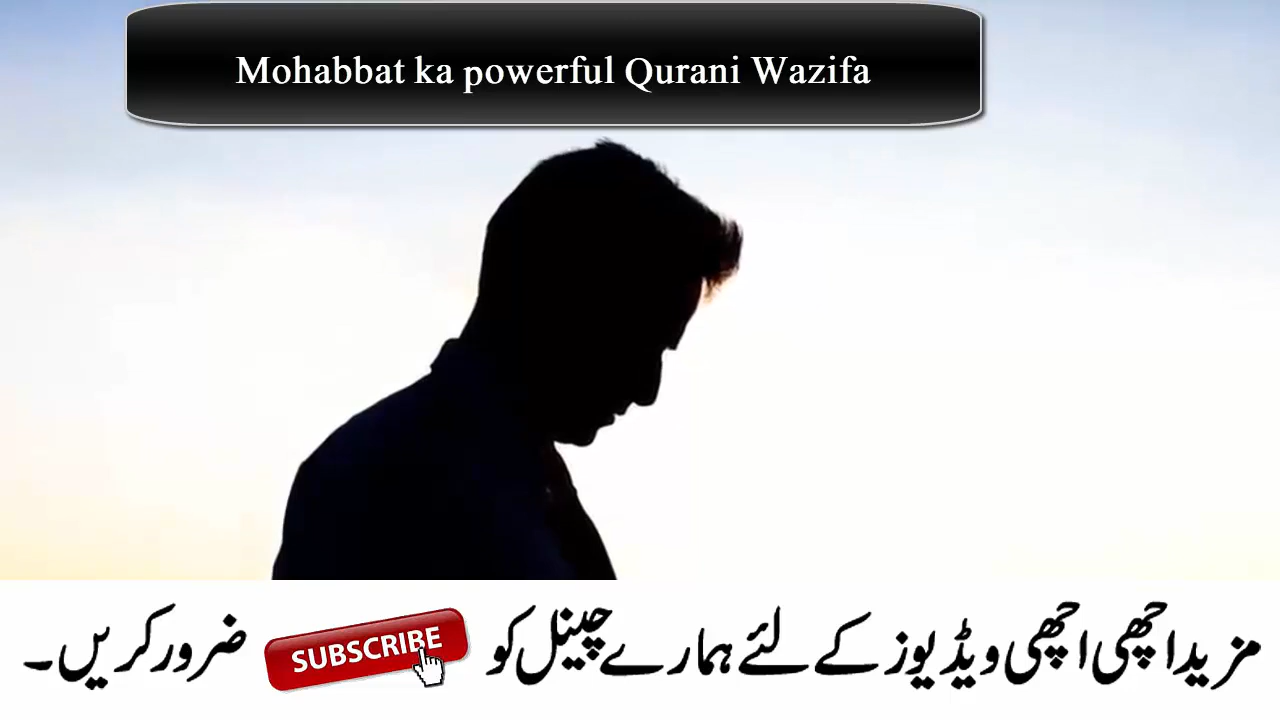 Mohabbat ka powerful Qurani Wazifa
مزید اچھی اچھی ویڈیوز کے لئے ہمارے چینل کو SUBSCRIBE ضرور کریں۔